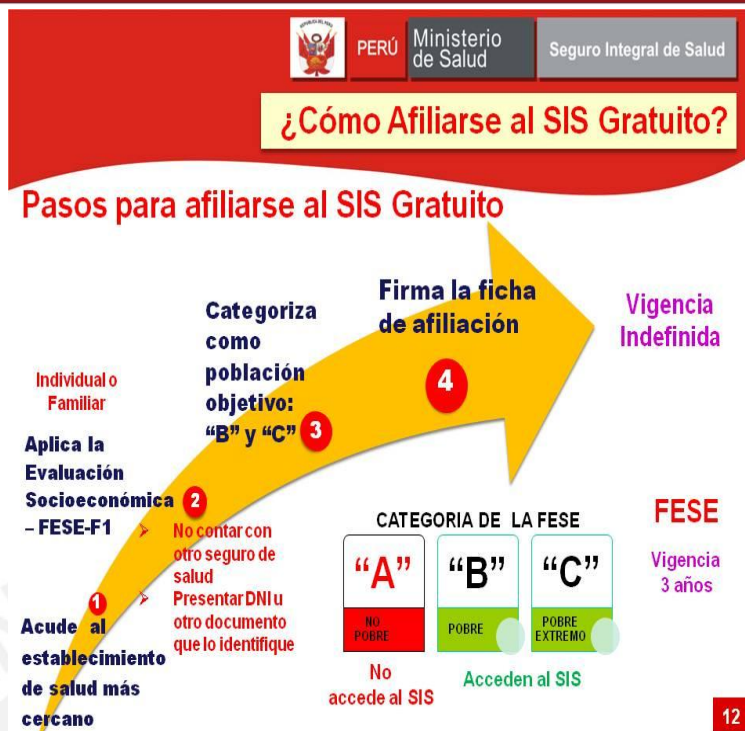 PERÚ
Ministerio
de Salud
Seguro Integral de Salud
¿Cómo Afiliarse al SIS Gratuito?
Pasos para afiliarse al SIS Gratuito
1
Acude al
establecimiento
de salud más
cercano
Individual o
Familiar
Aplica la
Evaluación
Socioeconómica
– FESE-F1
2
➢ No contar con
otro seguro de
salud
➢ Presentar DNI u
otro documento
que lo identifique
Categoriza
como
población
objetivo:
“B” y “C”
3
Firma la ficha
de afiliación
4
Vigencia
Indefinida
CATEGORIA DE LA FESE
“A”
NO
POBRE
“B”
POBRE
“C”
POBRE
EXTREMO
No
accede al SIS
Acceden al SIS
FESE
Vigencia
3 años
12